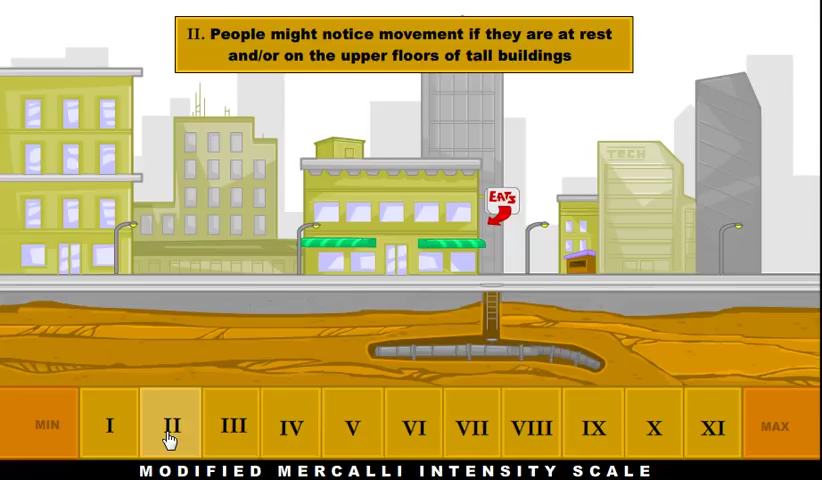 II. People might notice movement if they are at rest
and/or on the upper floors of tall buildings
TECH
EATS
MIN I II III IV V VI VII VIII IX X XI MAX
MODIFIED MERCALLI INTENSITY SCALE